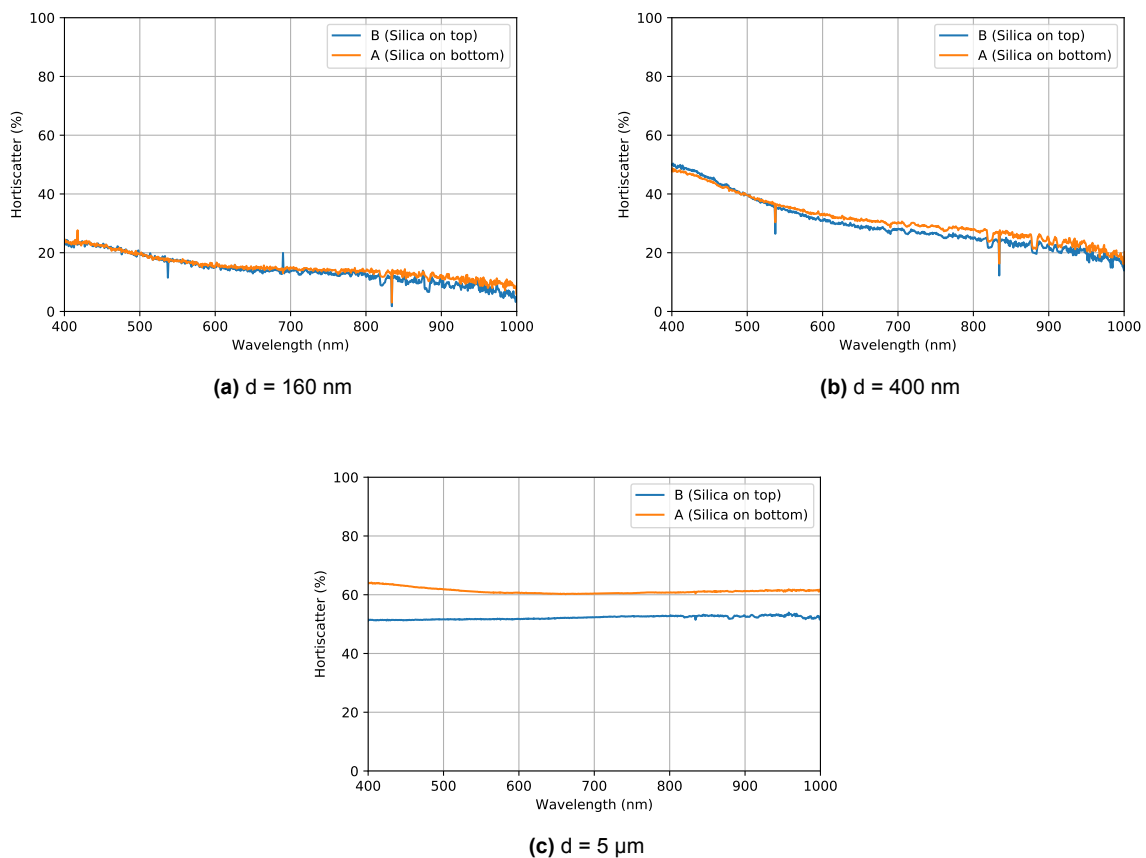 100
80
60
40
20
0
Hortiscatter (%)
B (Silica on top)
A (Silica on bottom)
400 500 600 700 800 900 1000
Wavelength (nm)
(a) d = 160 nm
100
80
60
40
20
0
Hortiscatter (%)
B (Silica on top)
A (Silica on bottom)
400 500 600 700 800 900 1000
Wavelength (nm)
(b) d = 400 nm
100
80
60
40
20
0
Hortiscatter (%)
B (Silica on top)
A (Silica on bottom)
400 500 600 700 800 900 1000
Wavelength (nm)
(c) d = 5 μm